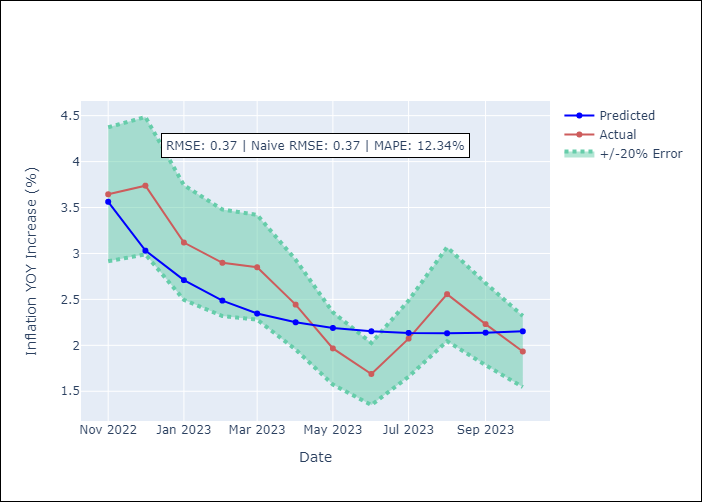 RMSE: 0.37 | Naive RMSE: 0.37 | MAPE: 12.34%
Predicted
Actual
+/-20% Error
Inflation YOY Increase (%)
4.5
4
3.5
3
2.5
2
1.5
Nov 2022 Jan 2023 Mar 2023 May 2023 Jul 2023 Sep 2023
Date